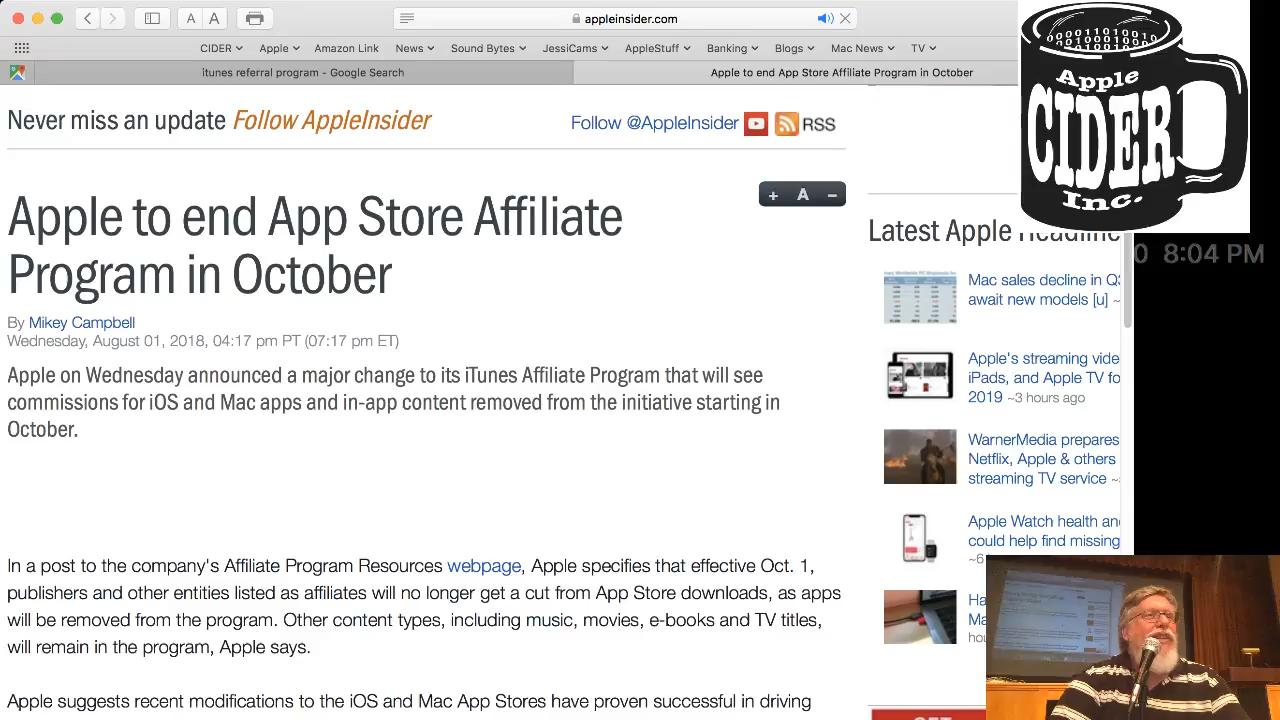 A A
appleinsider.com
CIDER Apple Amazon Link News Sound Bytes JessiCams AppleStuff Banking Blogs Mac News TV
itunes referral program - Google Search
Apple to end App Store Affiliate Program in October
Never miss an update Follow AppleInsider
Follow @AppleInsider
RSS
+ A −
Apple to end App Store Affiliate
Program in October
By Mikey Campbell
Wednesday, August 01, 2018, 04:17 pm PT (07:17 pm ET)
Apple on Wednesday announced a major change to its iTunes Affiliate Program that will see
commissions for iOS and Mac apps and in-app content removed from the initiative starting in
October.
In a post to the company's Affiliate Program Resources webpage, Apple specifies that effective Oct. 1,
publishers and other entities listed as affiliates will no longer get a cut from App Store downloads, as apps
will be removed from the program. Other content types, including music, movies, e-books and TV titles,
will remain in the program, Apple says.
Apple suggests recent modifications to the iOS and Mac App Stores have proven successful in driving
Latest Apple Headline
Mac sales decline in Q3
await new models [u] ~
Apple's streaming vide
iPads, and Apple TV fo
2019 ~3 hours ago
WarnerMedia prepares
Netflix, Apple & others
streaming TV service ~
Apple Watch health an
could help find missing
~6
Ha
Ma
hou
GET
000011010010
Apple
CIDER
Inc.
0 8:04 PM